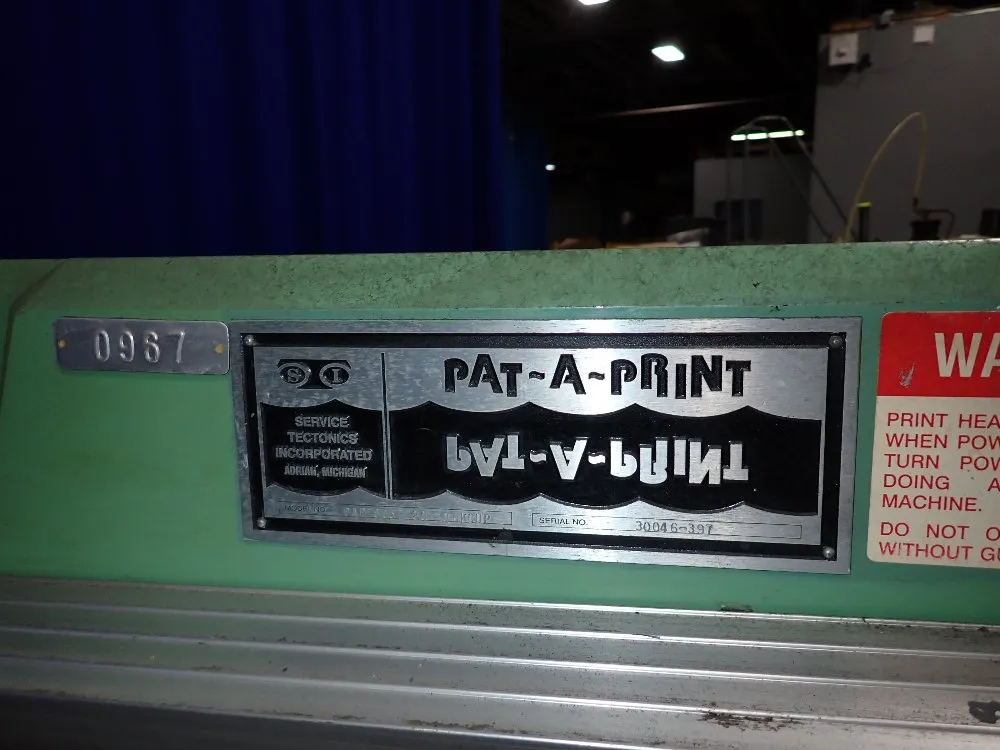 0967
S I
PAT-A-PRINT
SERVICE
TECTONICS
INCORPORATED
ADRIAN, MICHIGAN
PAT-A-PRINT
MODEL NO.
SERIAL NO. 30046-397
WA
PRINT HEA
WHEN POW
TURN POW
DOING A
MACHINE.
DO NOT O
WITHOUT GU